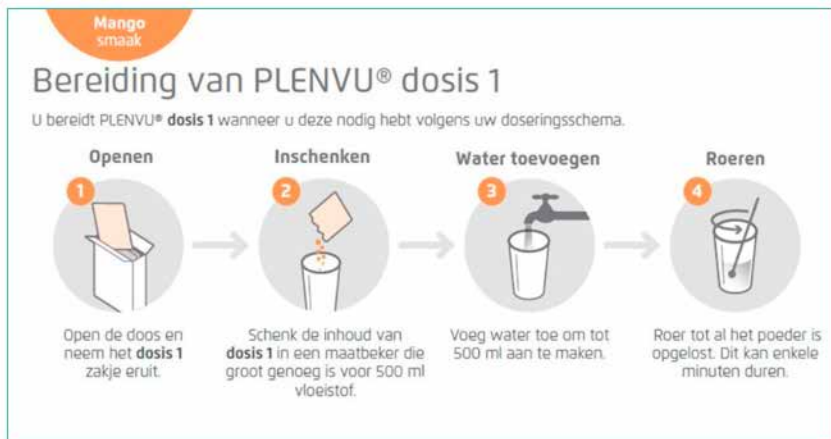 Mango
smaak
Bereiding van PLENVU® dosis 1
U bereidt PLENVU® dosis 1 wanneer u deze nodig hebt volgens uw doseringsschema.
Openen
1
Open de doos en
neem het dosis 1
zakje eruit.
Inschenken
2
Schenk de inhoud van
dosis 1 in een maatbeker die
groot genoeg is voor 500 ml
vloeistof.
Water toevoegen
3
Voeg water toe om tot
500 ml aan te maken.
Roeren
4
Roer tot al het poeder is
opgelost. Dit kan enkele
minuten duren.